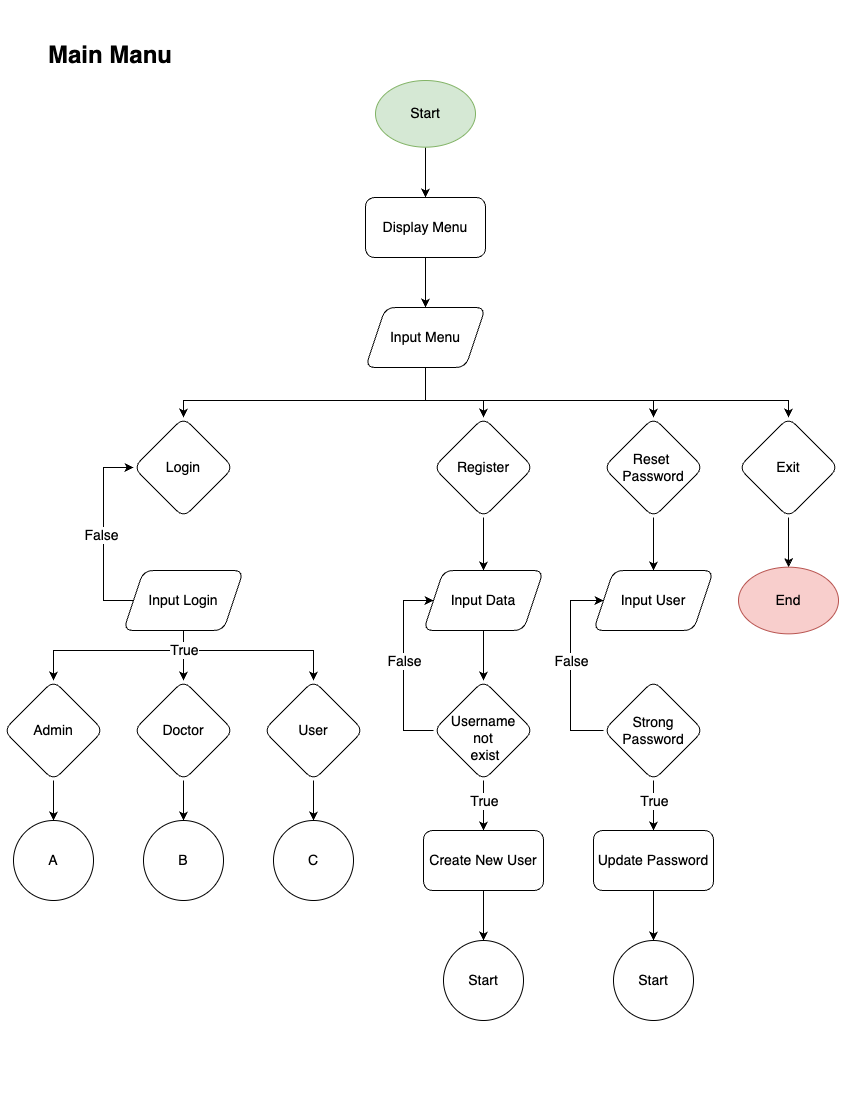 Main Manu
Start
Display Menu
Input Menu
Login
Register
Reset
Password
Exit
False
Input Login
Input Data
Input User
End
True
False
False
Admin
Doctor
User
Username
not
exist
Strong
Password
True
True
A
B
C
Create New User
Update Password
Start
Start